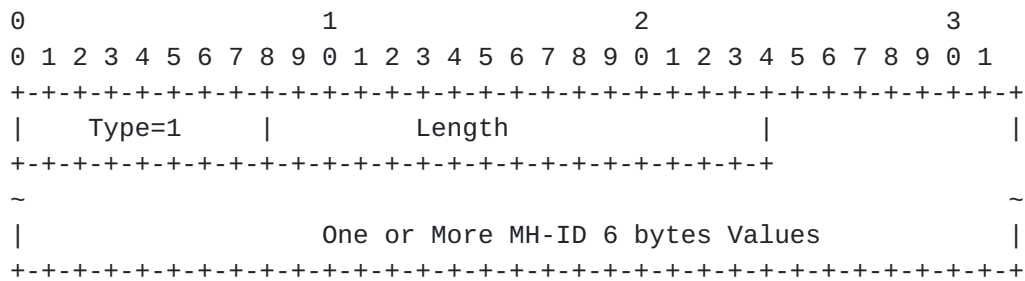 0                   1                   2                   3
0 1 2 3 4 5 6 7 8 9 0 1 2 3 4 5 6 7 8 9 0 1 2 3 4 5 6 7 8 9 0 1
+-+-+-+-+-+-+-+-+-+-+-+-+-+-+-+-+-+-+-+-+-+-+-+-+-+-+-+-+-+-+-+-+
|    Type=1     |         Length                |               |
+-+-+-+-+-+-+-+-+-+-+-+-+-+-+-+-+-+-+-+-+-+-+-+-+
~                                                               ~
|                   One or More MH-ID 6 bytes Values            |
+-+-+-+-+-+-+-+-+-+-+-+-+-+-+-+-+-+-+-+-+-+-+-+-+-+-+-+-+-+-+-+-+